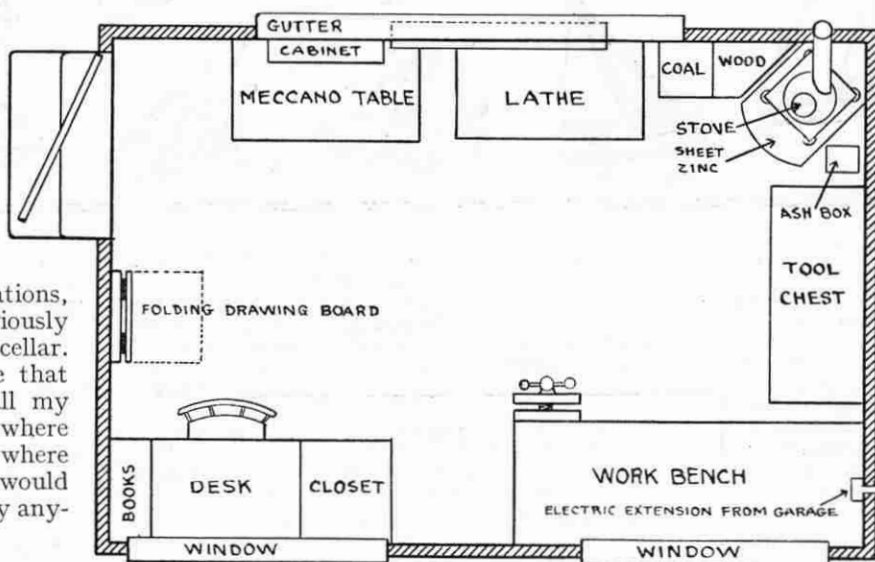 GUTTER
CABINET
MECCANO TABLE
LATHE
COAL
WOOD
STOVE
SHEET
ZINC
ASH BOX
TOOL
CHEST
FOLDING DRAWING BOARD
ations,
iously
cellar.
e that
ll my
where
where
would
y any-
BOOKS
DESK
CLOSET
WORK BENCH
ELECTRIC EXTENSION FROM GARAGE
WINDOW
WINDOW